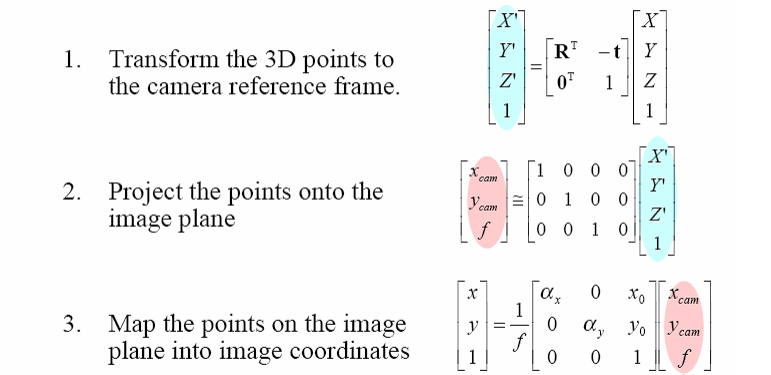 1. Transform the 3D points to
the camera reference frame.
[X' Y' Z' 1] = [R^T −t; 0^T 1] [X Y Z 1]
2. Project the points onto the
image plane
[x_cam y_cam f] ≅ [1 0 0 0; 0 1 0 0; 0 0 1 0] [X' Y' Z' 1]
3. Map the points on the image
plane into image coordinates
[x y 1] = 1/f [α_x 0 x_0; 0 α_y y_0; 0 0 1] [x_cam y_cam f]